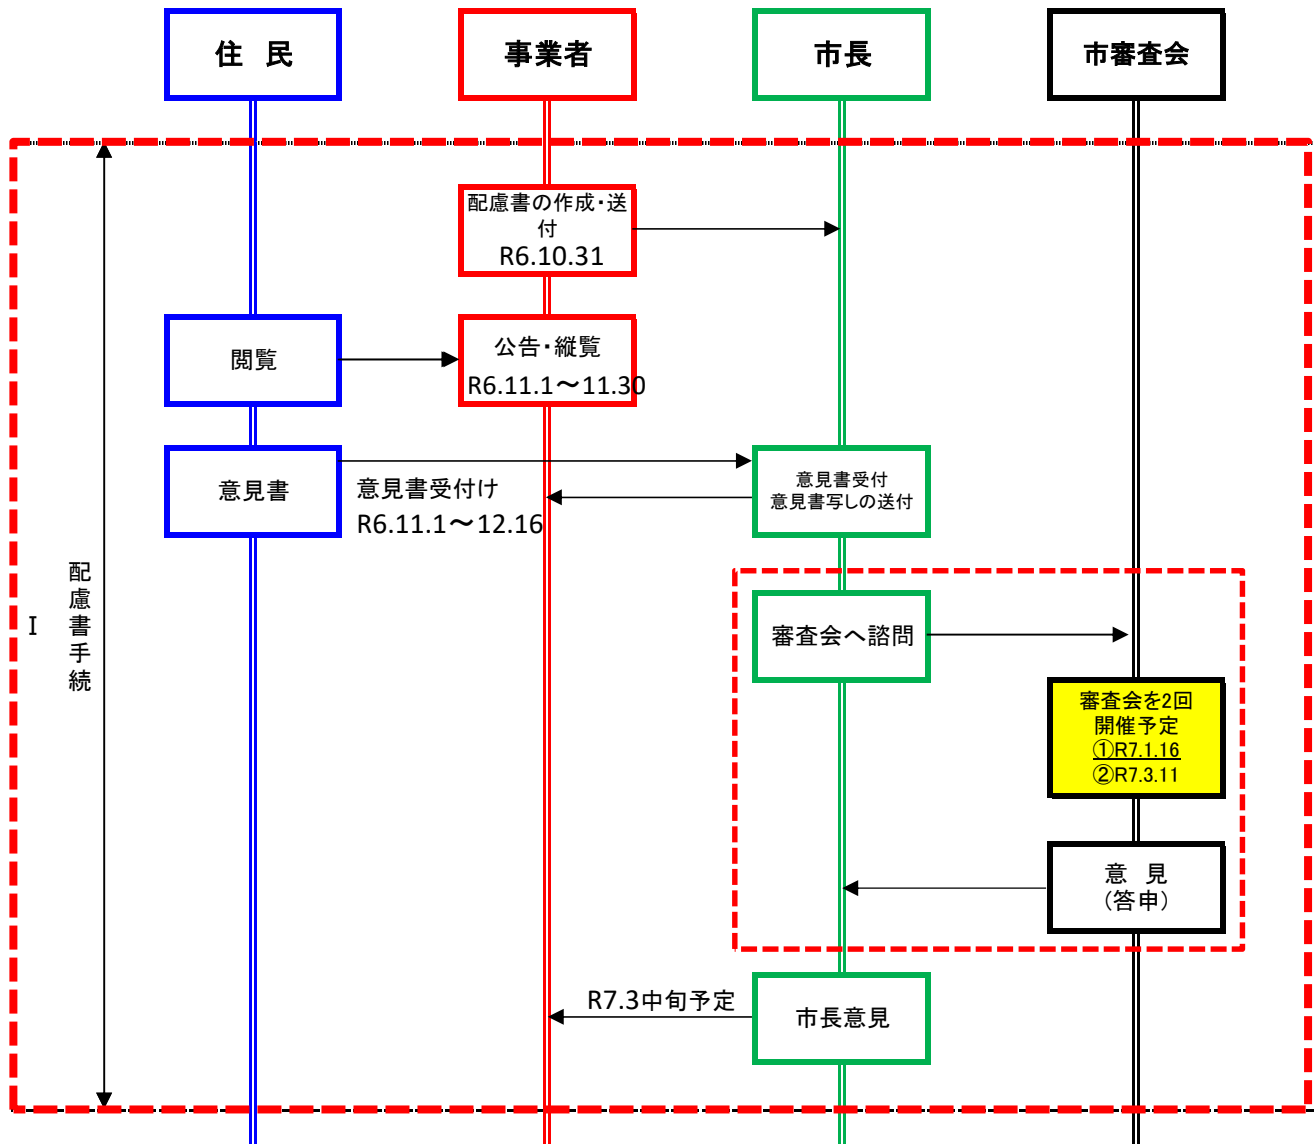 住　民
事業者
市長
市審査会
配慮書の作成・送
付
R6.10.31
閲覧
公告・縦覧
R6.11.1～11.30
意見書
意見書受付け
R6.11.1～12.16
意見書受付
意見書写しの送付
Ⅰ
配慮書手続
審査会へ諮問
審査会を2回
開催予定
①R7.1.16
②R7.3.11
意　見
（答申）
R7.3中旬予定
市長意見